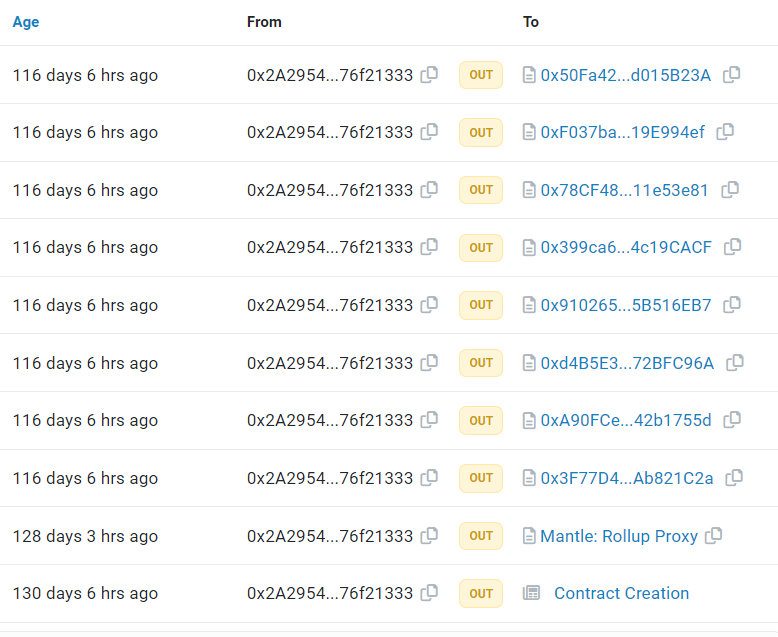 Age From To
116 days 6 hrs ago 0x2A2954...76f21333 OUT 0x50Fa42...d015B23A
116 days 6 hrs ago 0x2A2954...76f21333 OUT 0xF037ba...19E994ef
116 days 6 hrs ago 0x2A2954...76f21333 OUT 0x78CF48...11e53e81
116 days 6 hrs ago 0x2A2954...76f21333 OUT 0x399ca6...4c19CACF
116 days 6 hrs ago 0x2A2954...76f21333 OUT 0x910265...5B516EB7
116 days 6 hrs ago 0x2A2954...76f21333 OUT 0xd4B5E3...72BFC96A
116 days 6 hrs ago 0x2A2954...76f21333 OUT 0xA90FCe...42b1755d
116 days 6 hrs ago 0x2A2954...76f21333 OUT 0x3F77D4...Ab821C2a
128 days 3 hrs ago 0x2A2954...76f21333 OUT Mantle: Rollup Proxy
130 days 6 hrs ago 0x2A2954...76f21333 OUT Contract Creation